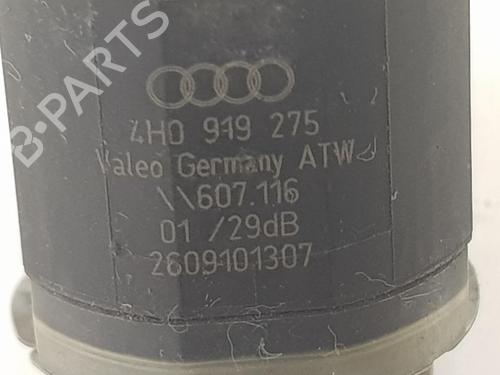 B-PARTS
4H0 919 275
Valeo Germany ATW
\\607.116
01 /29dB
2609101307